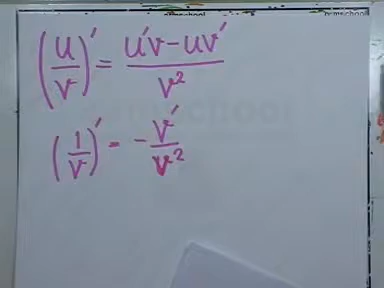 (u/v)′ = (u′v − uv′)/v²
(1/v)′ = − v′/v²